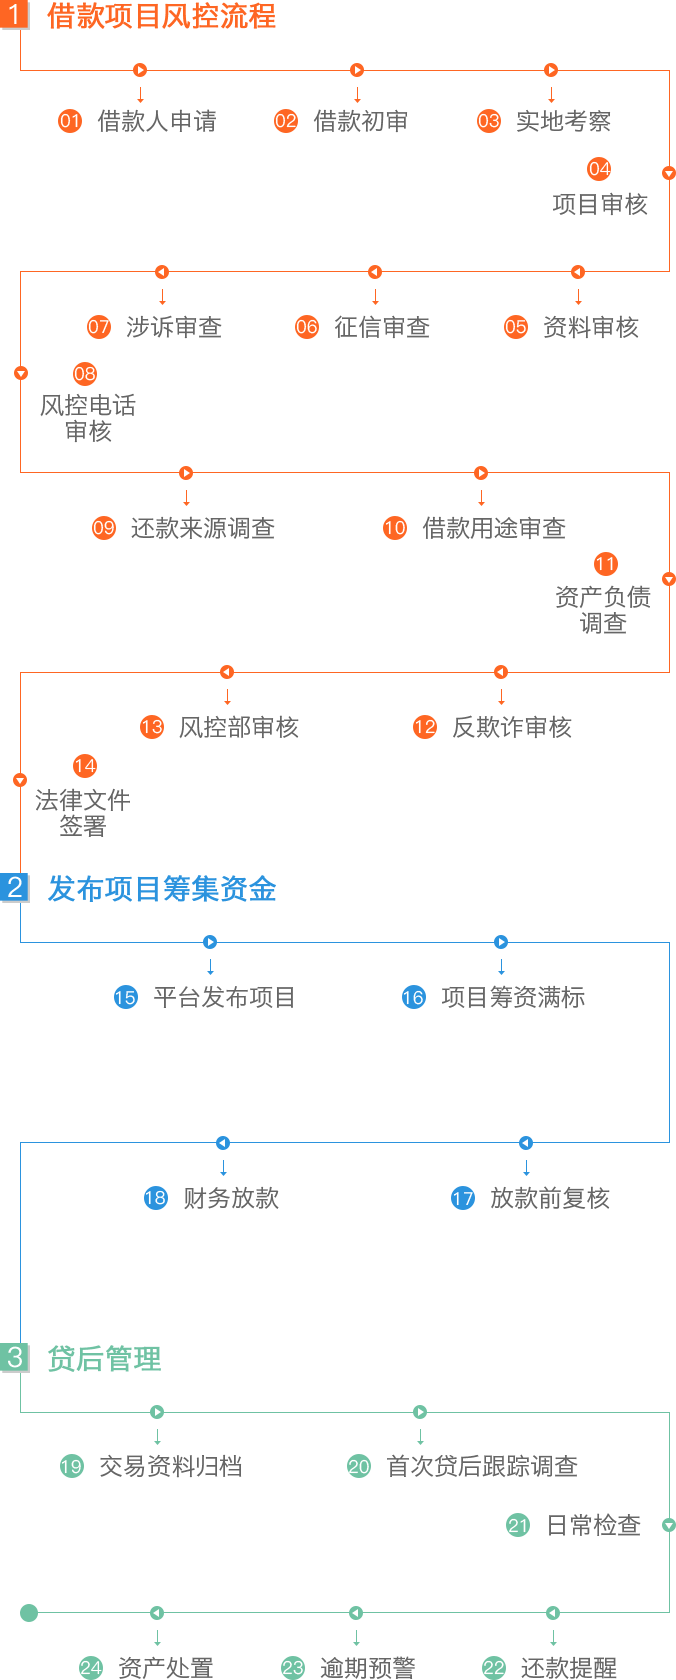 1 借款项目风控流程
01 借款人申请
02 借款初审
03 实地考察
04
项目审核
05 资料审核
06 征信审查
07 涉诉审查
08
风控电话
审核
09 还款来源调查
10 借款用途审查
11
资产负债
调查
12 反欺诈审核
13 风控部审核
14
法律文件
签署
2 发布项目筹集资金
15 平台发布项目
16 项目筹资满标
17 放款前复核
18 财务放款
3 贷后管理
19 交易资料归档
20 首次贷后跟踪调查
21 日常检查
22 还款提醒
23 逾期预警
24 资产处置